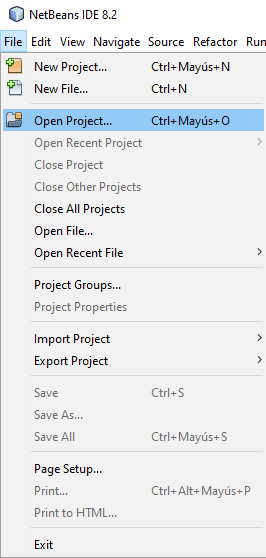 NetBeans IDE 8.2
File Edit View Navigate Source Refactor Run
New Project... Ctrl+Mayús+N
New File... Ctrl+N
Open Project... Ctrl+Mayús+O
Open Recent Project
Close Project
Close Other Projects
Close All Projects
Open File...
Open Recent File
Project Groups...
Project Properties
Import Project
Export Project
Save Ctrl+S
Save As...
Save All Ctrl+Mayús+S
Page Setup...
Print... Ctrl+Alt+Mayús+P
Print to HTML...
Exit